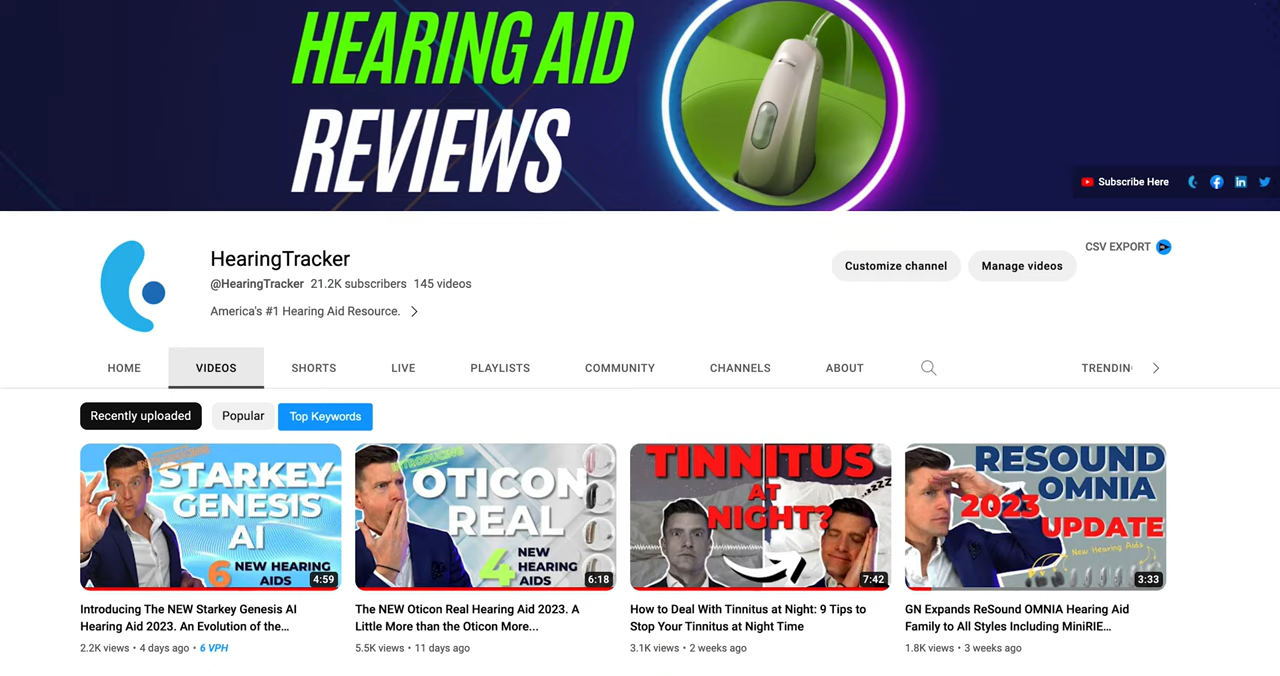 HEARING AID
REVIEWS
Subscribe Here
HearingTracker
@HearingTracker 21.2K subscribers 145 videos
America's #1 Hearing Aid Resource.
Customize channel
Manage videos
CSV EXPORT
HOME
VIDEOS
SHORTS
LIVE
PLAYLISTS
COMMUNITY
CHANNELS
ABOUT
TRENDIN
Recently uploaded
Popular
Top Keywords
INTRODUCING
STARKEY
GENESIS
AI
6 NEW HEARING
AIDS
4:59
Introducing The NEW Starkey Genesis AI
Hearing Aid 2023. An Evolution of the...
2.2K views • 4 days ago • 6 VPH
INTRODUCING
OTICON
REAL
4 NEW
HEARING
AIDS
6:18
The NEW Oticon Real Hearing Aid 2023. A
Little More than the Oticon More...
5.5K views • 11 days ago
TINNITUS
AT
NIGHT?
zzZZ
7:42
How to Deal With Tinnitus at Night: 9 Tips to
Stop Your Tinnitus at Night Time
3.1K views • 2 weeks ago
RESOUND
OMNIA
2023
UPDATE
New Hearing Aids
3:33
GN Expands ReSound OMNIA Hearing Aid
Family to All Styles Including MiniRIE...
1.8K views • 3 weeks ago